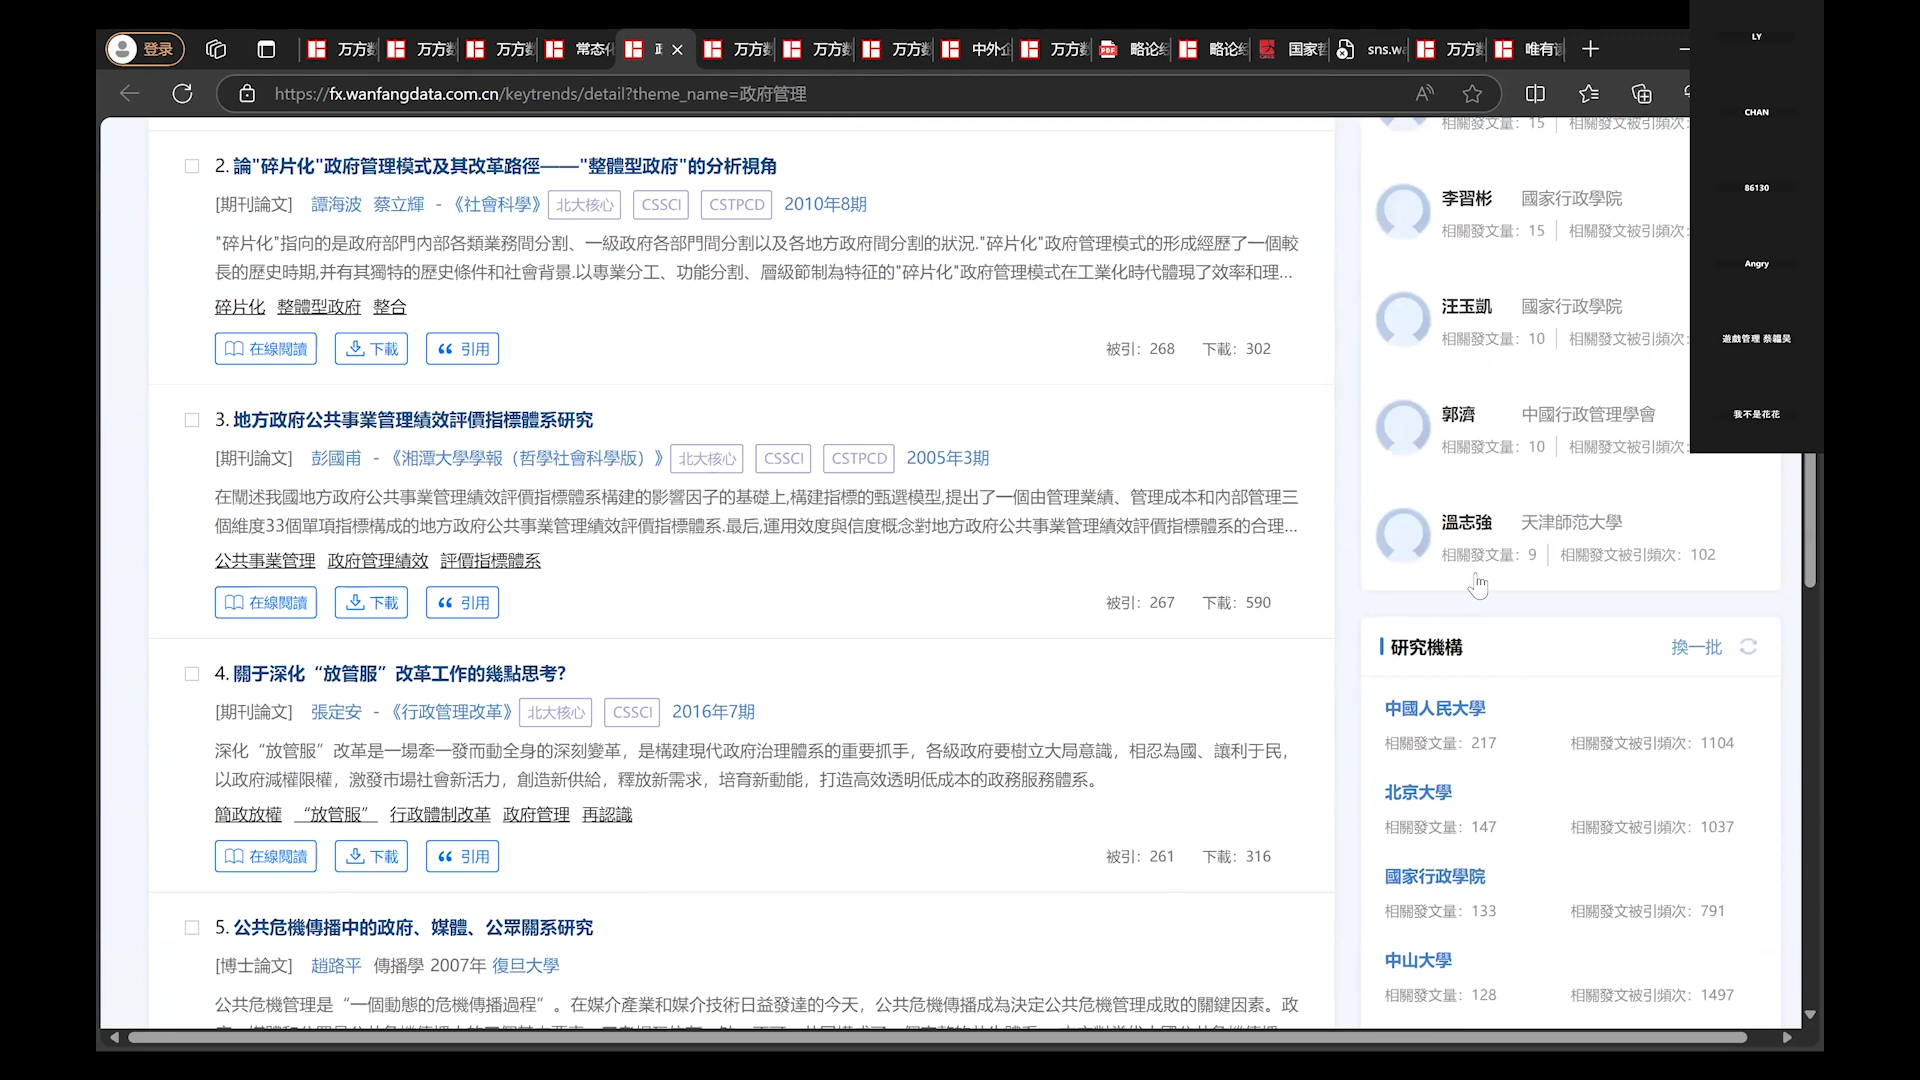 登录
万方数
万方数
万方数
常态化
万方数
万方数
万方数
中外企
万方数
略论纟
略论纟
国家哲
sns.wa
万方数
唯有读
https://fx.wanfangdata.com.cn/keytrends/detail?theme_name=政府管理
2. 論"碎片化"政府管理模式及其改革路徑——"整體型政府"的分析視角
[期刊論文] 譚海波 蔡立輝 - 《社會科學》 北大核心 CSSCI CSTPCD 2010年8期
"碎片化"指向的是政府部門內部各類業務間分割、一級政府各部門間分割以及各地方政府間分割的狀況."碎片化"政府管理模式的形成經歷了一個較
長的歷史時期,并有其獨特的歷史條件和社會背景.以專業分工、功能分割、層級節制為特征的"碎片化"政府管理模式在工業化時代體現了效率和理...
碎片化 整體型政府 整合
在線閱讀 下載 引用 被引: 268 下載: 302
3. 地方政府公共事業管理績效評價指標體系研究
[期刊論文] 彭國甫 - 《湘潭大學學報（哲學社會科學版）》 北大核心 CSSCI CSTPCD 2005年3期
在闡述我國地方政府公共事業管理績效評價指標體系構建的影響因子的基礎上,構建指標的甄選模型,提出了一個由管理業績、管理成本和內部管理三
個維度33個單項指標構成的地方政府公共事業管理績效評價指標體系.最后,運用效度與信度概念對地方政府公共事業管理績效評價指標體系的合理...
公共事業管理 政府管理績效 評價指標體系
在線閱讀 下載 引用 被引: 267 下載: 590
4. 關于深化“放管服”改革工作的幾點思考?
[期刊論文] 張定安 - 《行政管理改革》 北大核心 CSSCI 2016年7期
深化“放管服”改革是一場牽一發而動全身的深刻變革，是構建現代政府治理體系的重要抓手，各級政府要樹立大局意識，相忍為國、讓利于民，
以政府減權限權，激發市場社會新活力，創造新供給，釋放新需求，培育新動能，打造高效透明低成本的政務服務體系。
簡政放權 “放管服” 行政體制改革 政府管理 再認識
在線閱讀 下載 引用 被引: 261 下載: 316
5. 公共危機傳播中的政府、媒體、公眾關系研究
[博士論文] 趙路平 傳播學 2007年 復旦大學
公共危機管理是“一個動態的危機傳播過程”。在媒介產業和媒介技術日益發達的今天，公共危機傳播成為決定公共危機管理成敗的關鍵因素。政
相關發文量: 15 相關發文被引頻次:
李習彬 國家行政學院
相關發文量: 15 相關發文被引頻次:
汪玉凱 國家行政學院
相關發文量: 10 相關發文被引頻次:
郭濟 中國行政管理學會
相關發文量: 10 相關發文被引頻次:
溫志強 天津師范大學
相關發文量: 9 相關發文被引頻次: 102
研究機構 換一批
中國人民大學
相關發文量: 217 相關發文被引頻次: 1104
北京大學
相關發文量: 147 相關發文被引頻次: 1037
國家行政學院
相關發文量: 133 相關發文被引頻次: 791
中山大學
相關發文量: 128 相關發文被引頻次: 1497
LY
CHAN
86130
Angry
遊戲管理 蔡韞吴
我不是花花